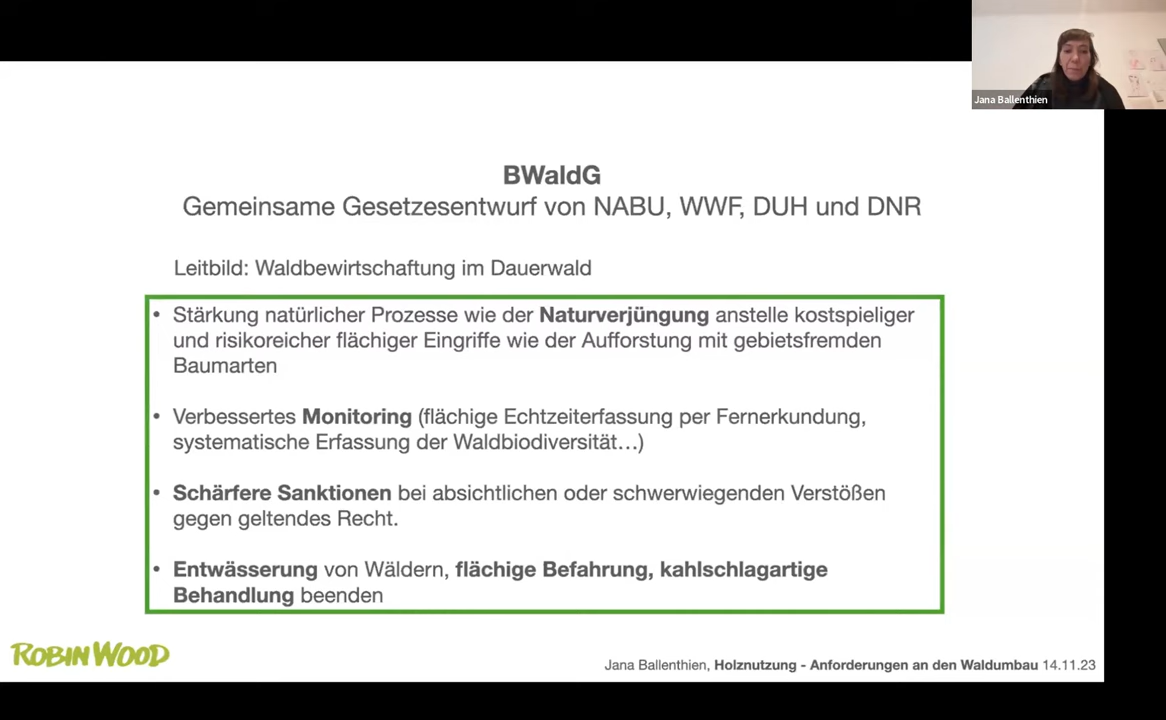 Jana Ballenthien
BWaldG
Gemeinsame Gesetzesentwurf von NABU, WWF, DUH und DNR
Leitbild: Waldbewirtschaftung im Dauerwald
• Stärkung natürlicher Prozesse wie der Naturverjüngung anstelle kostspieliger
und risikoreicher flächiger Eingriffe wie der Aufforstung mit gebietsfremden
Baumarten
• Verbessertes Monitoring (flächige Echtzeiterfassung per Fernerkundung,
systematische Erfassung der Waldbiodiversität…)
• Schärfere Sanktionen bei absichtlichen oder schwerwiegenden Verstößen
gegen geltendes Recht.
• Entwässerung von Wäldern, flächige Befahrung, kahlschlagartige
Behandlung beenden
ROBIN WOOD
Jana Ballenthien, Holznutzung - Anforderungen an den Waldumbau 14.11.23